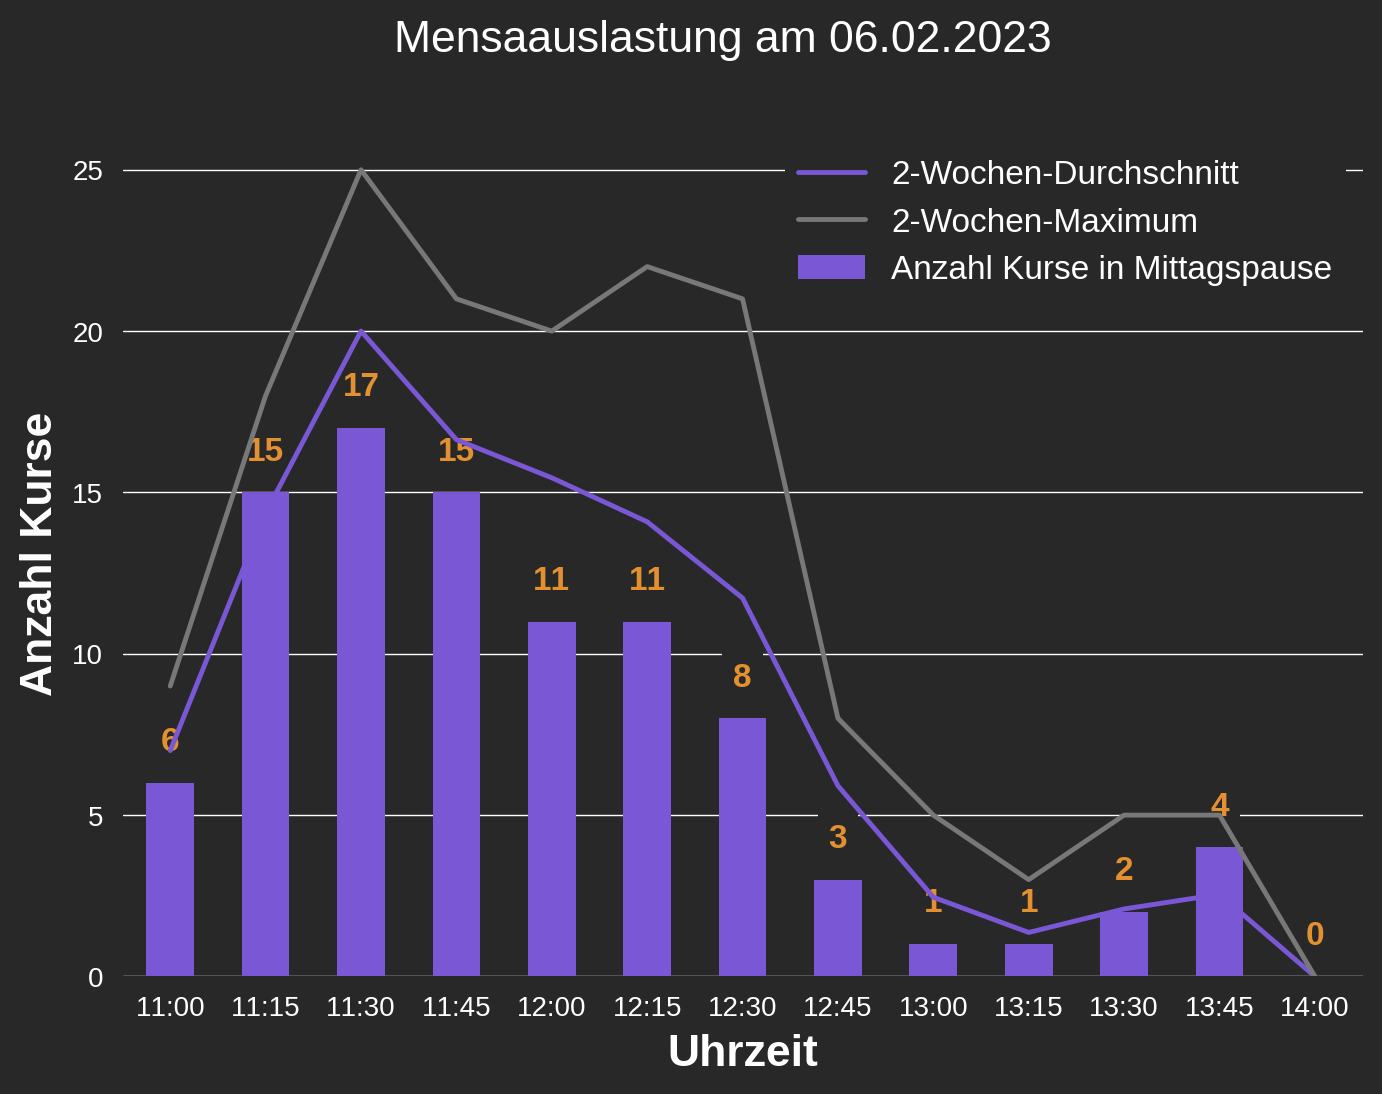 Mensaauslastung am 06.02.2023
2-Wochen-Durchschnitt
2-Wochen-Maximum
Anzahl Kurse in Mittagspause
Anzahl Kurse
25
20
15
10
5
0
6
15
17
15
11
11
8
3
1
1
2
4
0
11:00 11:15 11:30 11:45 12:00 12:15 12:30 12:45 13:00 13:15 13:30 13:45 14:00
Uhrzeit